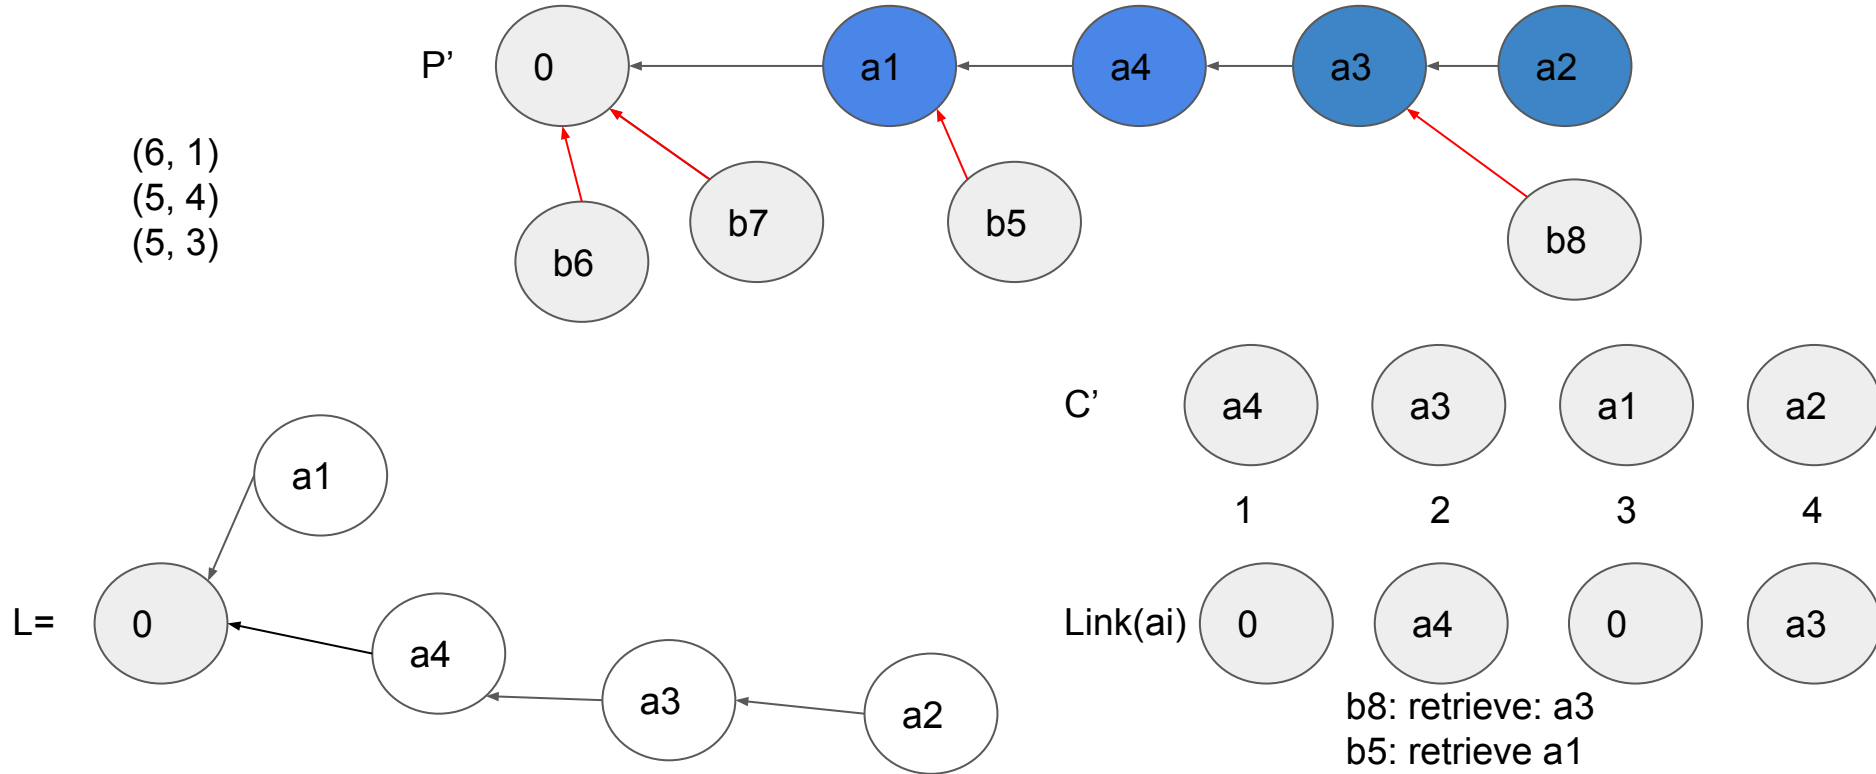 P’ 0 a1 a4 a3 a2
(6, 1)
(5, 4)
(5, 3)
b6 b7 b5 b8
C’ a4 a3 a1 a2
1 2 3 4
Link(ai) 0 a4 0 a3
b8: retrieve: a3
b5: retrieve a1
a1
L= 0 a4 a3 a2